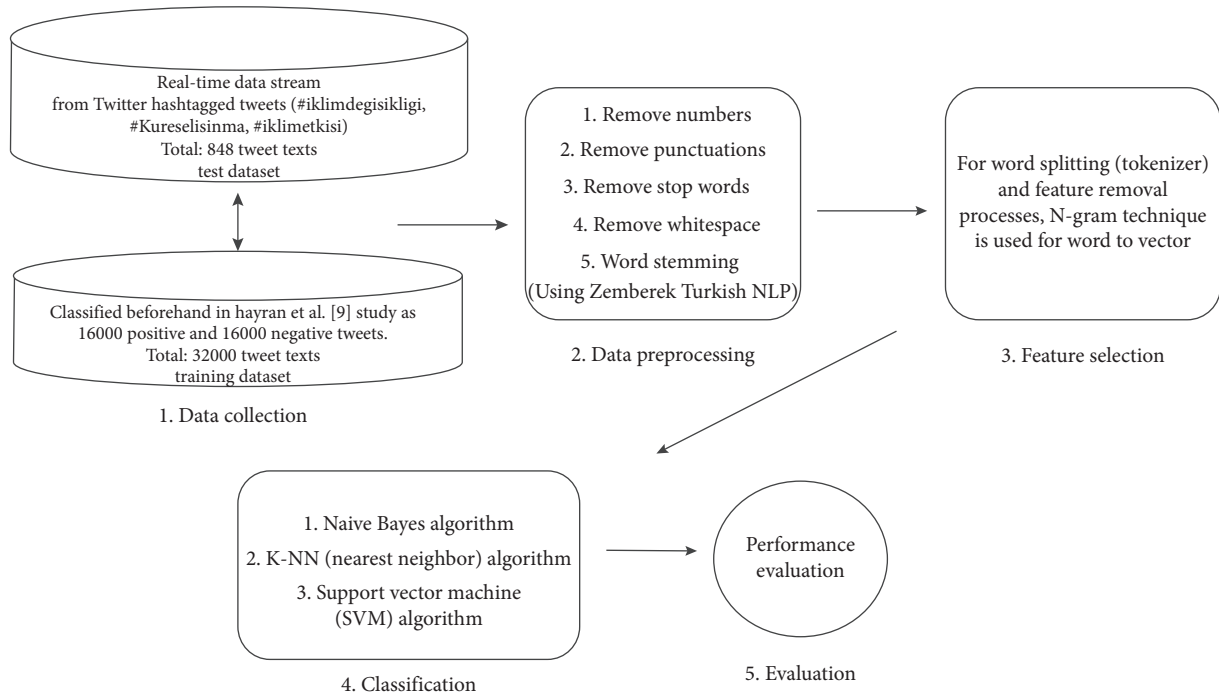 Real-time data stream
from Twitter hashtagged tweets (#iklimdegisikligi,
#Kureselisinma, #iklimetkisi)
Total: 848 tweet texts
test dataset
Classified beforehand in hayran et al. [9] study as
16000 positive and 16000 negative tweets.
Total: 32000 tweet texts
training dataset
1. Data collection
1. Remove numbers
2. Remove punctuations
3. Remove stop words
4. Remove whitespace
5. Word stemming
(Using Zemberek Turkish NLP)
2. Data preprocessing
For word splitting (tokenizer)
and feature removal
processes, N-gram technique
is used for word to vector
3. Feature selection
1. Naive Bayes algorithm
2. K-NN (nearest neighbor) algorithm
3. Support vector machine
(SVM) algorithm
4. Classification
Performance
evaluation
5. Evaluation